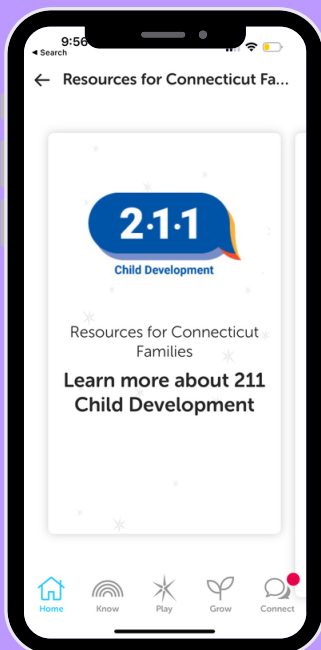 9:56
◀ Search
← Resources for Connecticut Fa...
2·1·1
Child Development
Resources for Connecticut
Families
Learn more about 211
Child Development
Home Know Play Grow Connect